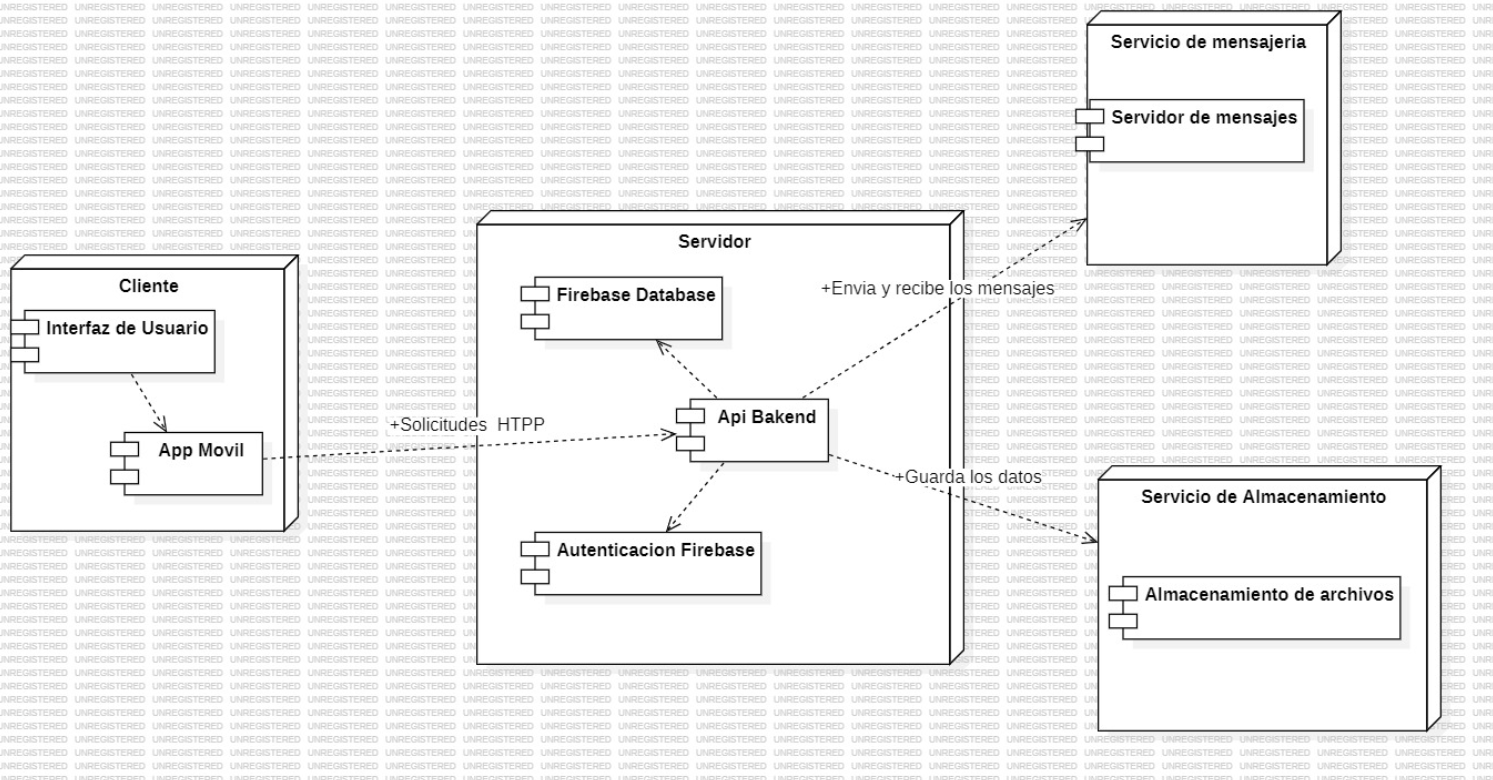 Servicio de mensajeria
Servidor de mensajes
Servidor
Cliente
Firebase Database
+Envia y recibe los mensajes
Interfaz de Usuario
Api Bakend
+Solicitudes  HTPP
App Movil
+Guarda los datos
Servicio de Almacenamiento
Autenticacion Firebase
Almacenamiento de archivos
UNREGISTERED